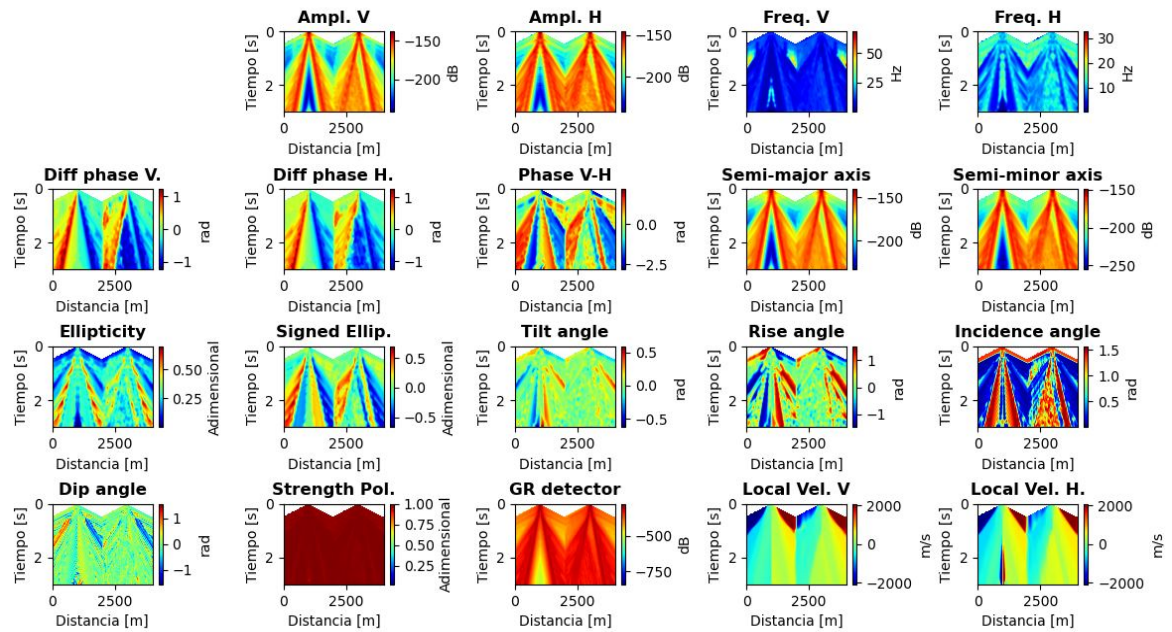 Ampl. V
Tiempo [s]
0
2
0
2500
−150
−200
dB
Ampl. H
Tiempo [s]
0
2
0
2500
−200
dB
Freq. V
Tiempo [s]
0
2
0
2500
50
25
Hz
Freq. H
Tiempo [s]
0
2
0
2500
30
20
10
Hz
Diff phase V.
Tiempo [s]
0
2
0
2500
Distancia [m]
1
0
−1
rad
Diff phase H.
Tiempo [s]
0
2
0
2500
Distancia [m]
1
0
−1
rad
Phase V-H
Tiempo [s]
0
2
0
2500
Distancia [m]
0.0
−2.5
rad
Semi-major axis
Tiempo [s]
0
2
0
2500
Distancia [m]
−150
−200
dB
Semi-minor axis
Tiempo [s]
0
2
0
2500
Distancia [m]
−150
−200
−250
dB
Ellipticity
Tiempo [s]
0
2
0
2500
Distancia [m]
0.50
0.25
Adimensional
Signed Ellip.
Tiempo [s]
0
2
0
2500
Distancia [m]
0.5
0.0
−0.5
Adimensional
Tilt angle
Tiempo [s]
0
2
0
2500
Distancia [m]
0.5
0.0
−0.5
rad
Rise angle
Tiempo [s]
0
2
0
2500
Distancia [m]
1
0
−1
rad
Incidence angle
Tiempo [s]
0
2
0
2500
Distancia [m]
1.5
1.0
0.5
rad
Dip angle
Tiempo [s]
0
2
0
2500
Distancia [m]
1
0
−1
rad
Strength Pol.
Tiempo [s]
0
2
0
2500
Distancia [m]
1.00
0.75
0.50
0.25
Adimensional
GR detector
Tiempo [s]
0
2
0
2500
Distancia [m]
−500
−750
dB
Local Vel. V
Tiempo [s]
0
2
0
2500
Distancia [m]
2000
0
−2000
m/s
Local Vel. H.
Tiempo [s]
0
2
0
2500
Distancia [m]
2000
0
−2000
m/s